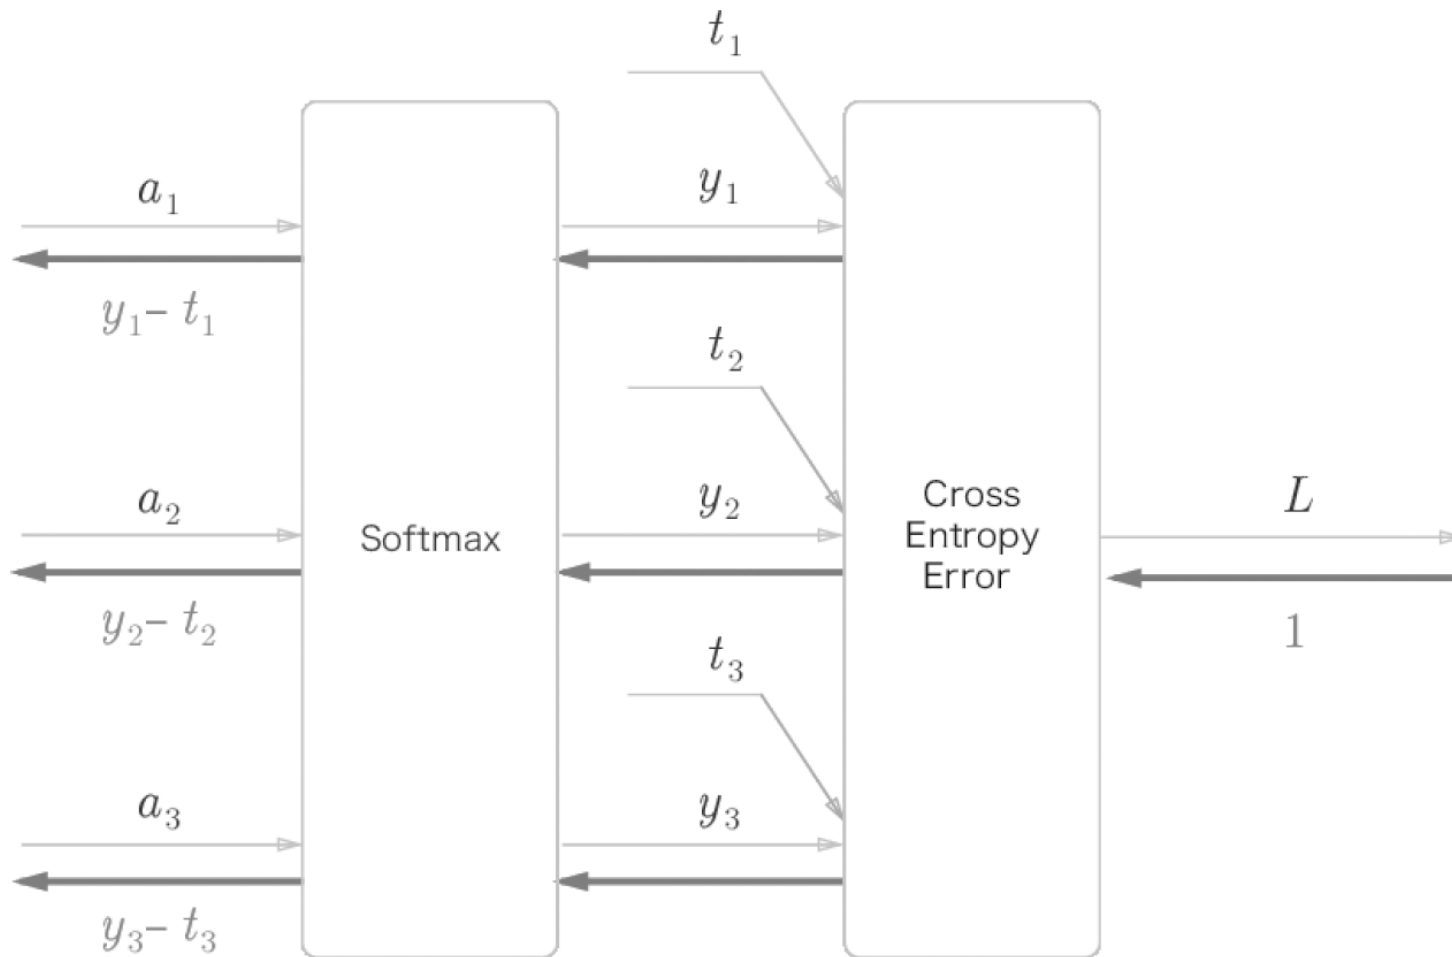 t₁
a₁
y₁
y₁– t₁
t₂
a₂
y₂
Softmax
Cross
Entropy
Error
L
y₂– t₂
1
t₃
a₃
y₃
y₃– t₃